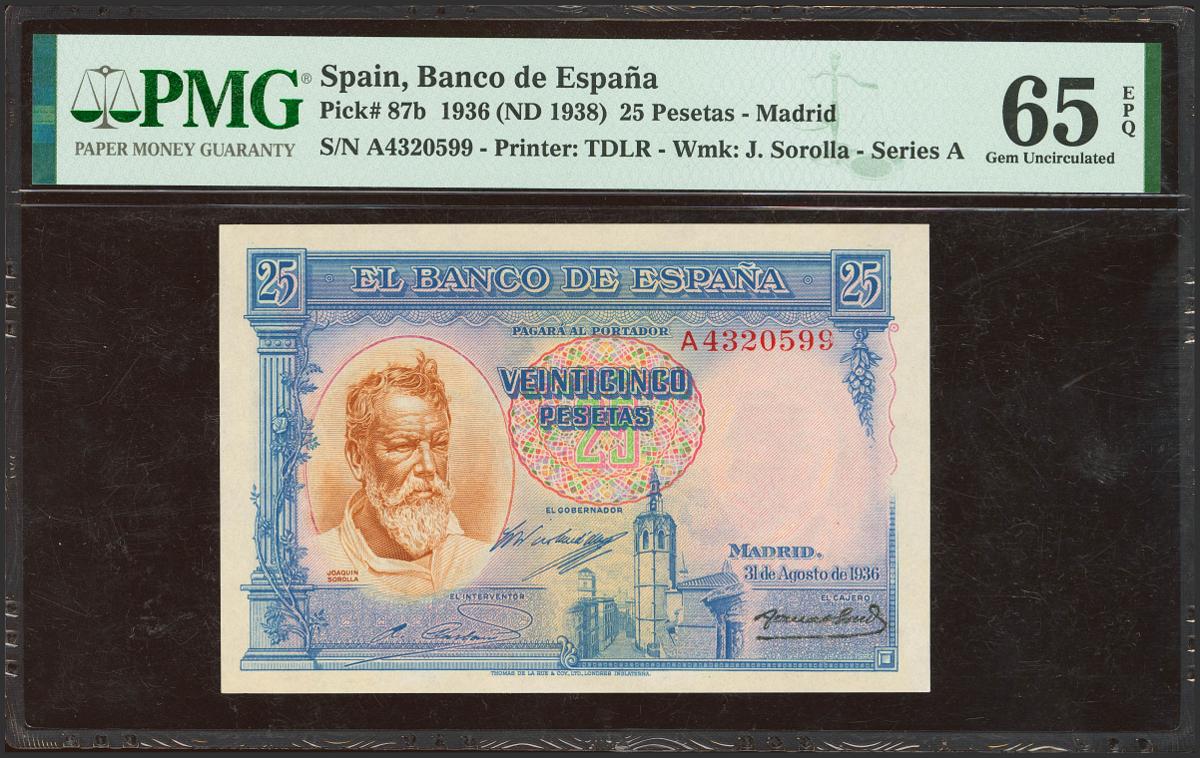 PMG®
PAPER MONEY GUARANTY
Spain, Banco de España
Pick# 87b 1936 (ND 1938) 25 Pesetas - Madrid
S/N A4320599 - Printer: TDLR - Wmk: J. Sorolla - Series A
65 EPQ
Gem Uncirculated
25 EL BANCO DE ESPAÑA 25
PAGARÁ AL PORTADOR
A4320599
VEINTICINCO
PESETAS
25
EL GOBERNADOR
MADRID.
31 de Agosto de 1936
JOAQUIN
SOROLLA
EL INTERVENTOR
EL CAJERO
THOMAS DE LA RUE & COY., LTD., LONDRES INGLATERRA.